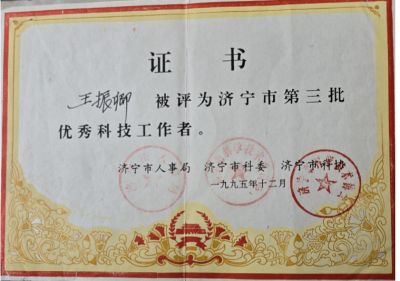 证书
王振卿 被评为济宁市第三批
优秀科技工作者。
济宁市人事局 济宁市科委 济宁市科协
一九九五年十二月